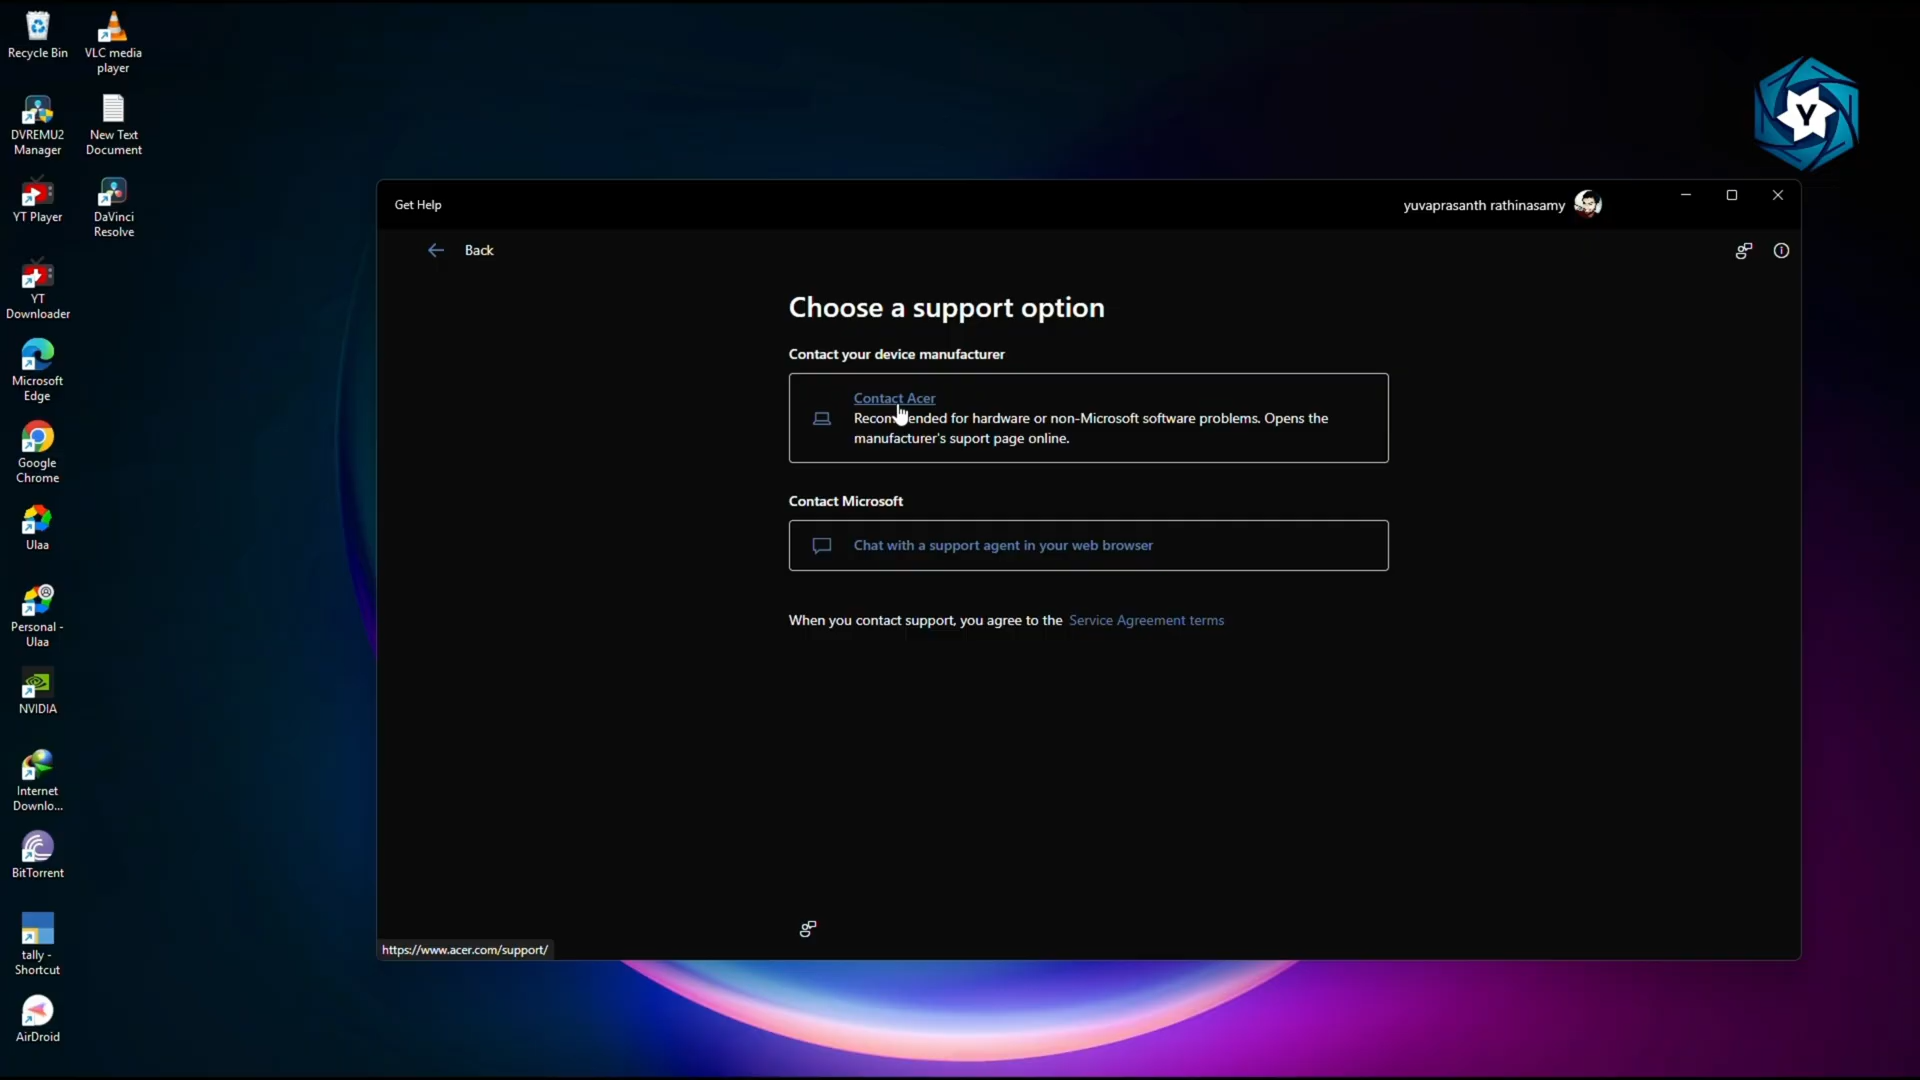 Recycle Bin
VLC media
player
DVREMU2
Manager
New Text
Document
YT Player
DaVinci
Resolve
YT
Downloader
Microsoft
Edge
Google
Chrome
Ulaa
Personal -
Ulaa
NVIDIA
Internet
Downlo...
BitTorrent
tally -
Shortcut
AirDroid
Y
Get Help
yuvaprasanth rathinasamy
Back
Choose a support option
Contact your device manufacturer
Contact Acer
Recommended for hardware or non-Microsoft software problems. Opens the
manufacturer's suport page online.
Contact Microsoft
Chat with a support agent in your web browser
When you contact support, you agree to the Service Agreement terms
https://www.acer.com/support/